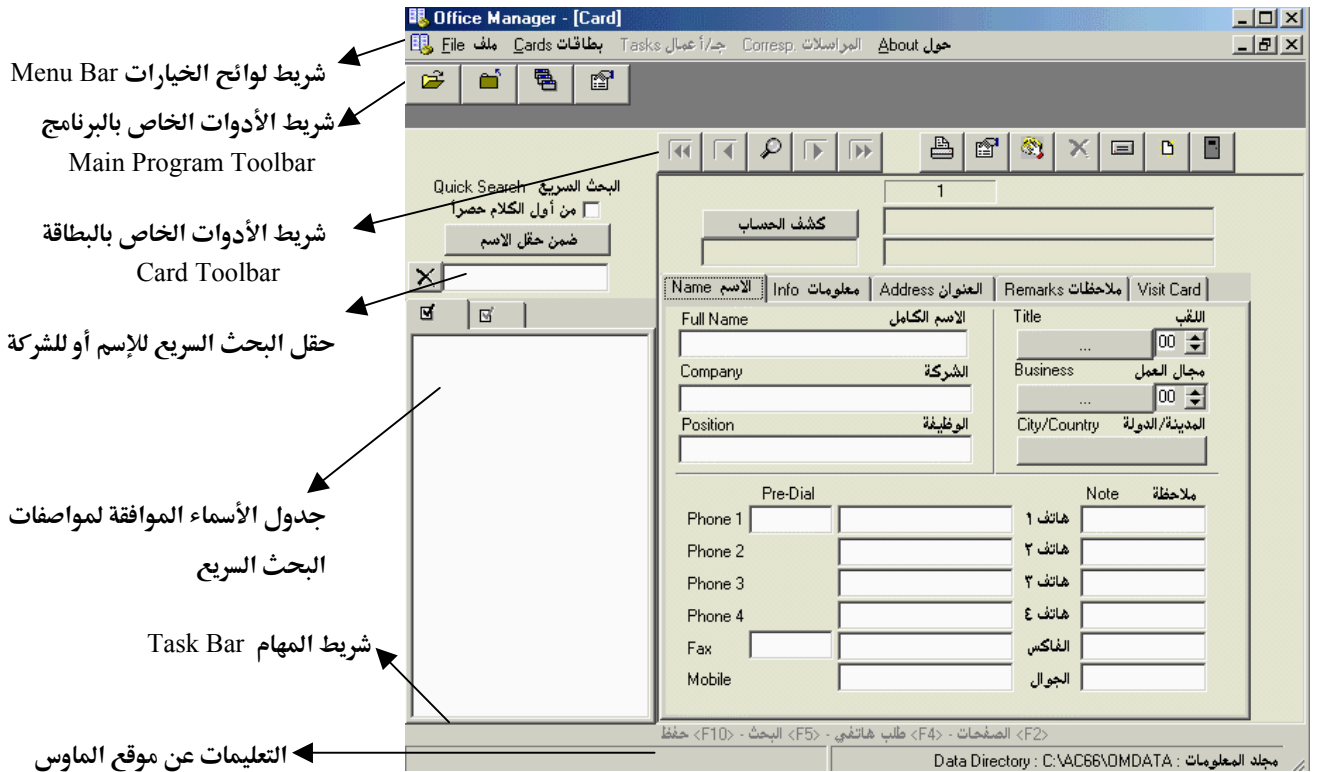 Office Manager - [Card]
File ملف Cards بطاقات Tasks جـ/أعمال Corresp. المراسلات About حول
شريط لوائح الخيارات Menu Bar
شريط الأدوات الخاص بالبرنامج
Main Program Toolbar
شريط الأدوات الخاص بالبطاقة
Card Toolbar
حقل البحث السريع للإسم أو للشركة
جدول الأسماء الموافقة لمواصفات
البحث السريع
شريط المهام Task Bar
التعليمات عن موقع الماوس
Quick Search البحث السريع
من أول الكلام حصراً
ضمن حقل الاسم
1
كشف الحساب
Name الاسم
Info معلومات
Address العنوان
Remarks ملاحظات
Visit Card
Full Name الاسم الكامل
Title اللقب
... 00
Company الشركة
Business مجال العمل
... 00
Position الوظيفة
City/Country المدينة/الدولة
Pre-Dial
Note ملاحظة
Phone 1 هاتف ١
Phone 2 هاتف ٢
Phone 3 هاتف ٣
Phone 4 هاتف ٤
Fax الفاكس
Mobile الجوال
<F2> الصفحات - <F4> طلب هاتفي - <F5> البحث - <F10> حفظ
Data Directory : C:\AC66\OMDATA : مجلد المعلومات